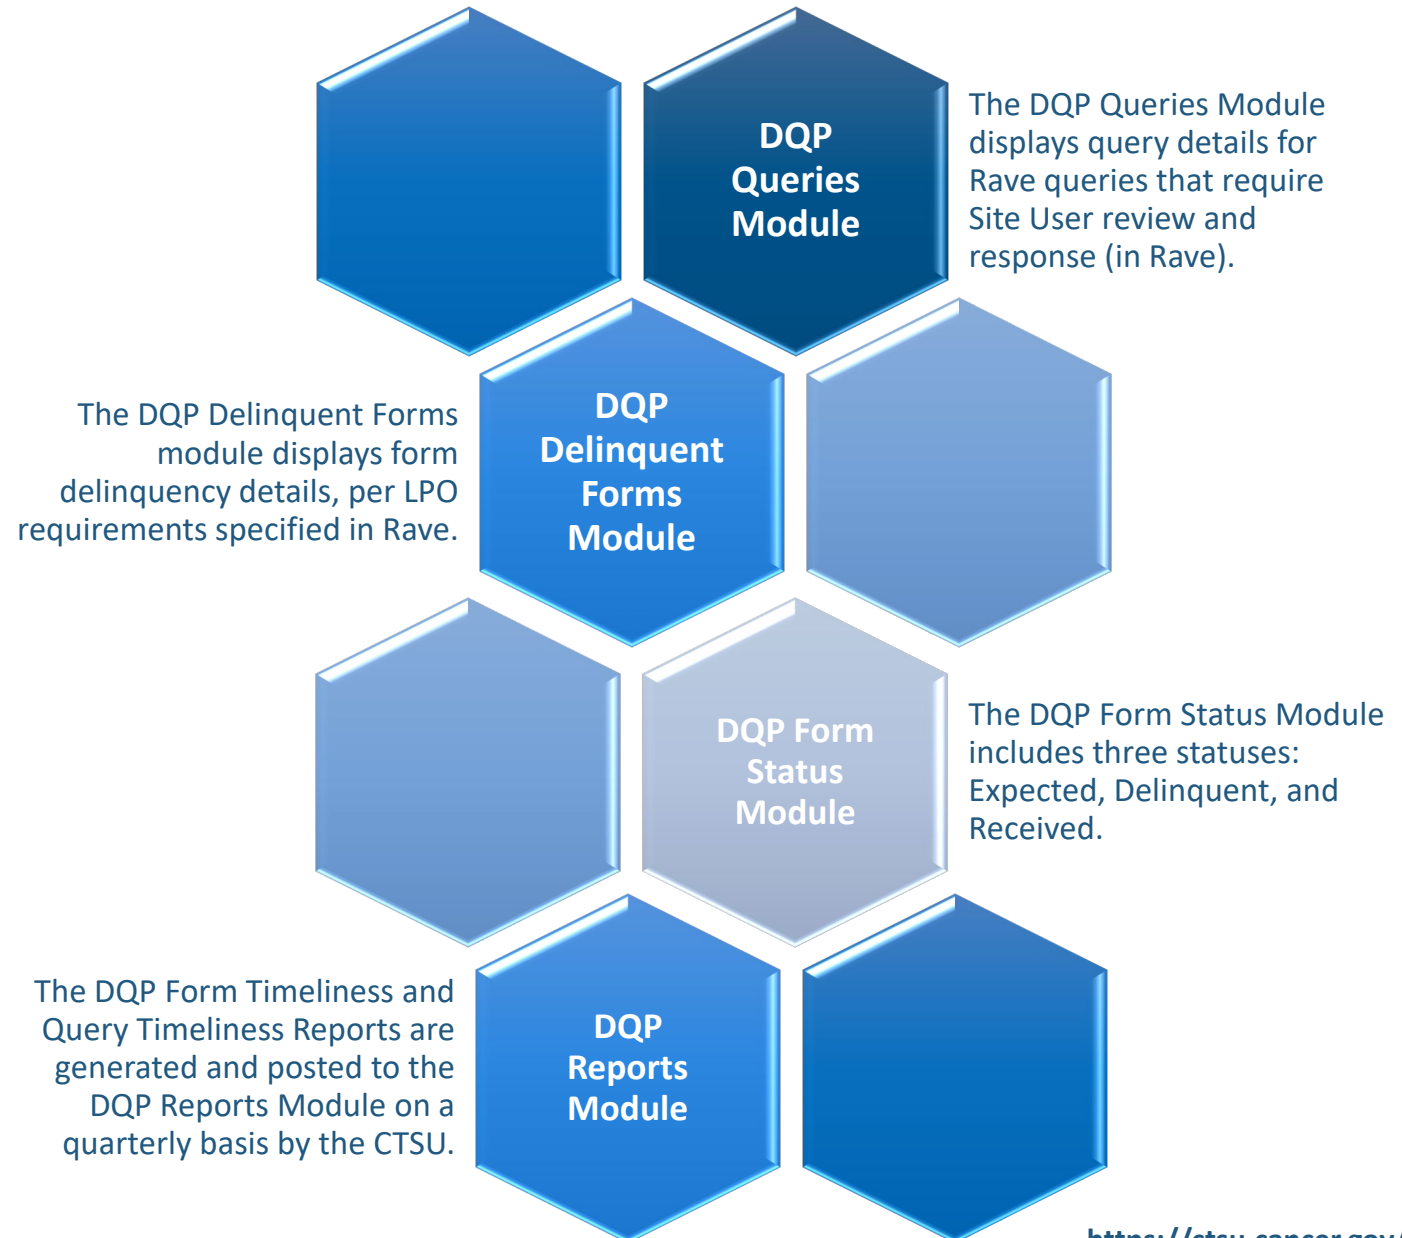 DQP
Queries
Module
The DQP Queries Module
displays query details for
Rave queries that require
Site User review and
response (in Rave).
The DQP Delinquent Forms
module displays form
delinquency details, per LPO
requirements specified in Rave.
DQP
Delinquent
Forms
Module
DQP Form
Status
Module
The DQP Form Status Module
includes three statuses:
Expected, Delinquent, and
Received.
The DQP Form Timeliness and
Query Timeliness Reports are
generated and posted to the
DQP Reports Module on a
quarterly basis by the CTSU.
DQP
Reports
Module
https://ctsu.cancer.gov/